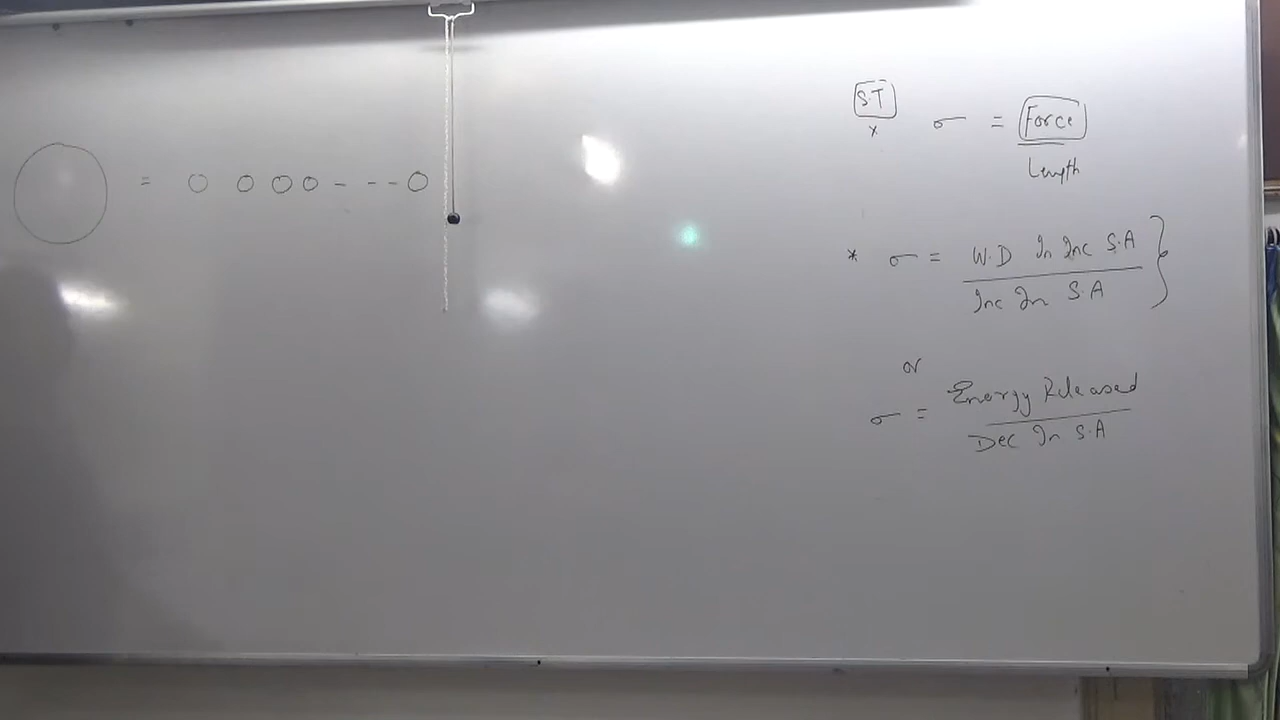 S.T
* σ = Force
Length
= O O O O - - - - O
* σ = W.D In Inc S.A
Inc In S.A
or
σ = Energy Released
Dec In S.A